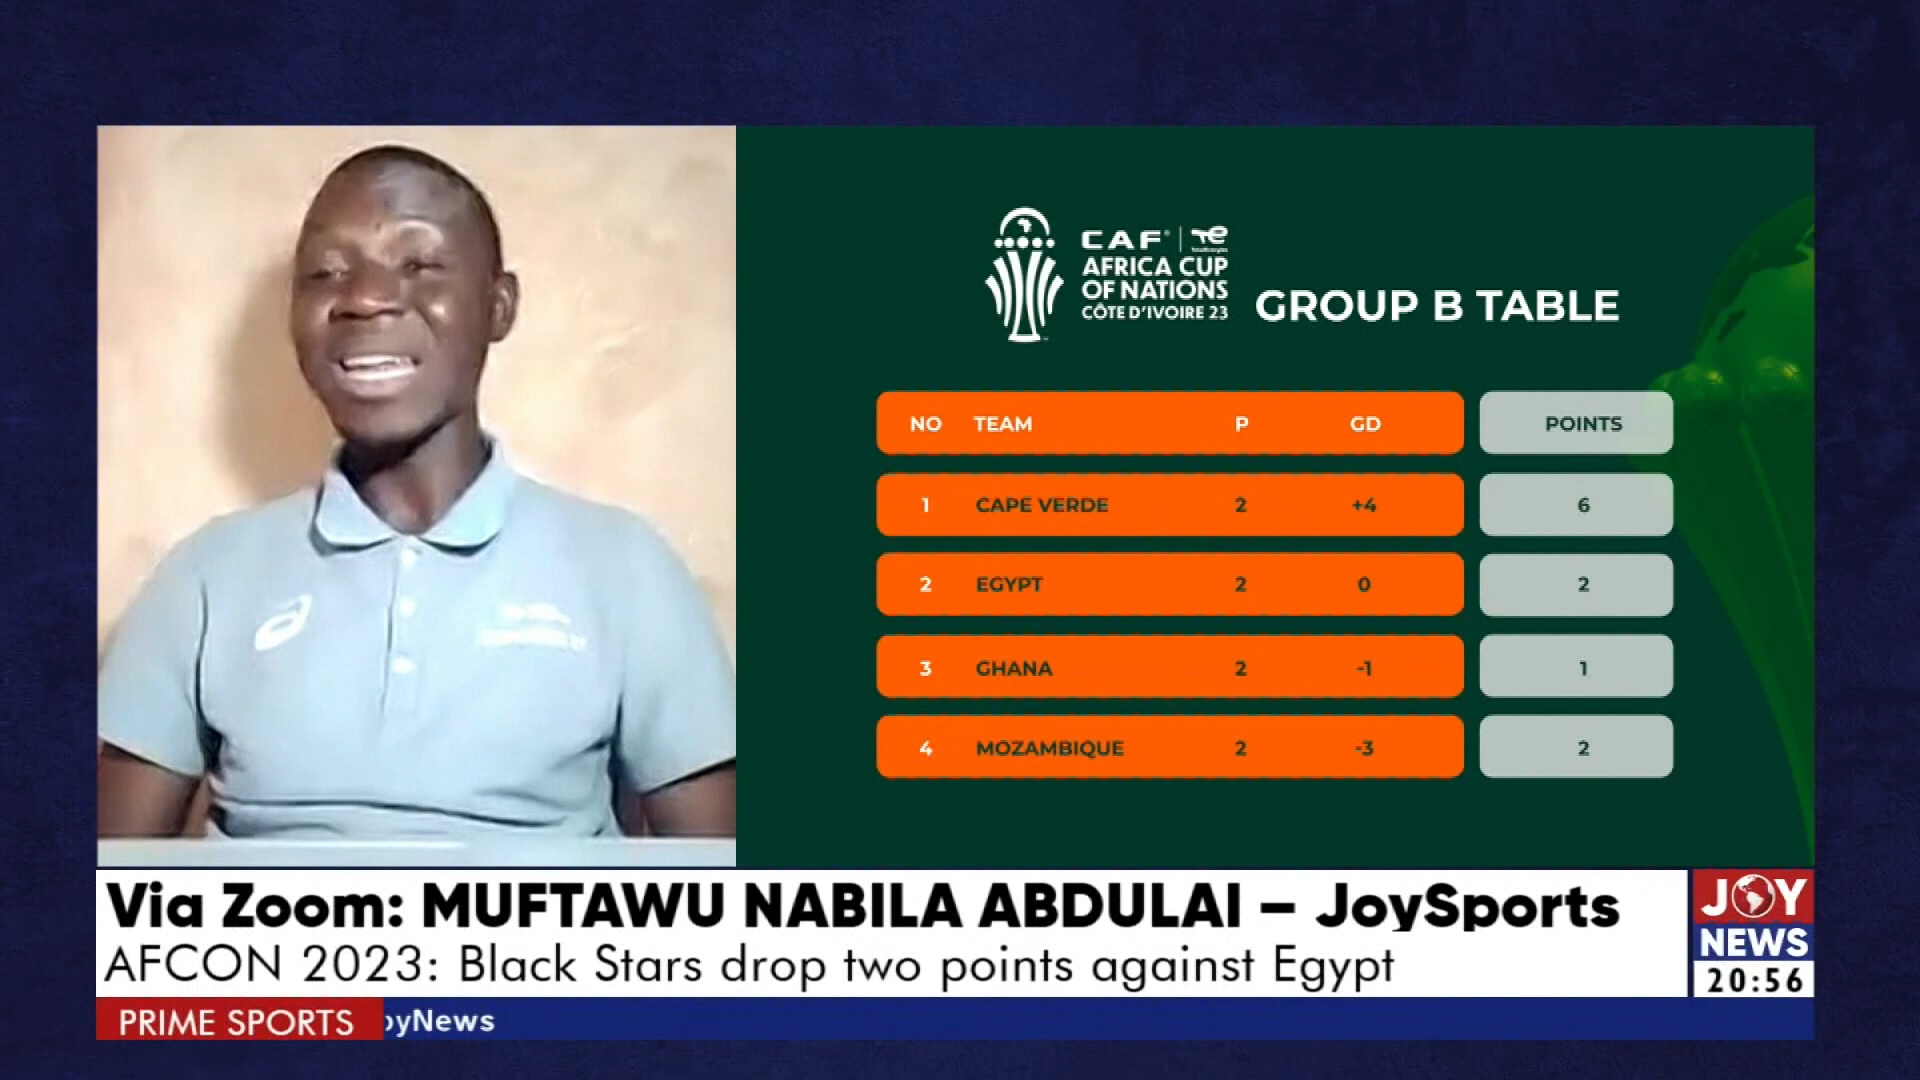 CAF
TotalEnergies
AFRICA CUP
OF NATIONS
CÔTE D'IVOIRE 23
GROUP B TABLE
NO TEAM P GD POINTS
1 CAPE VERDE 2 +4 6
2 EGYPT 2 0 2
3 GHANA 2 -1 1
4 MOZAMBIQUE 2 -3 2
Via Zoom: MUFTAWU NABILA ABDULAI – JoySports
AFCON 2023: Black Stars drop two points against Egypt
JOY
NEWS
20:56
PRIME SPORTS
oyNews